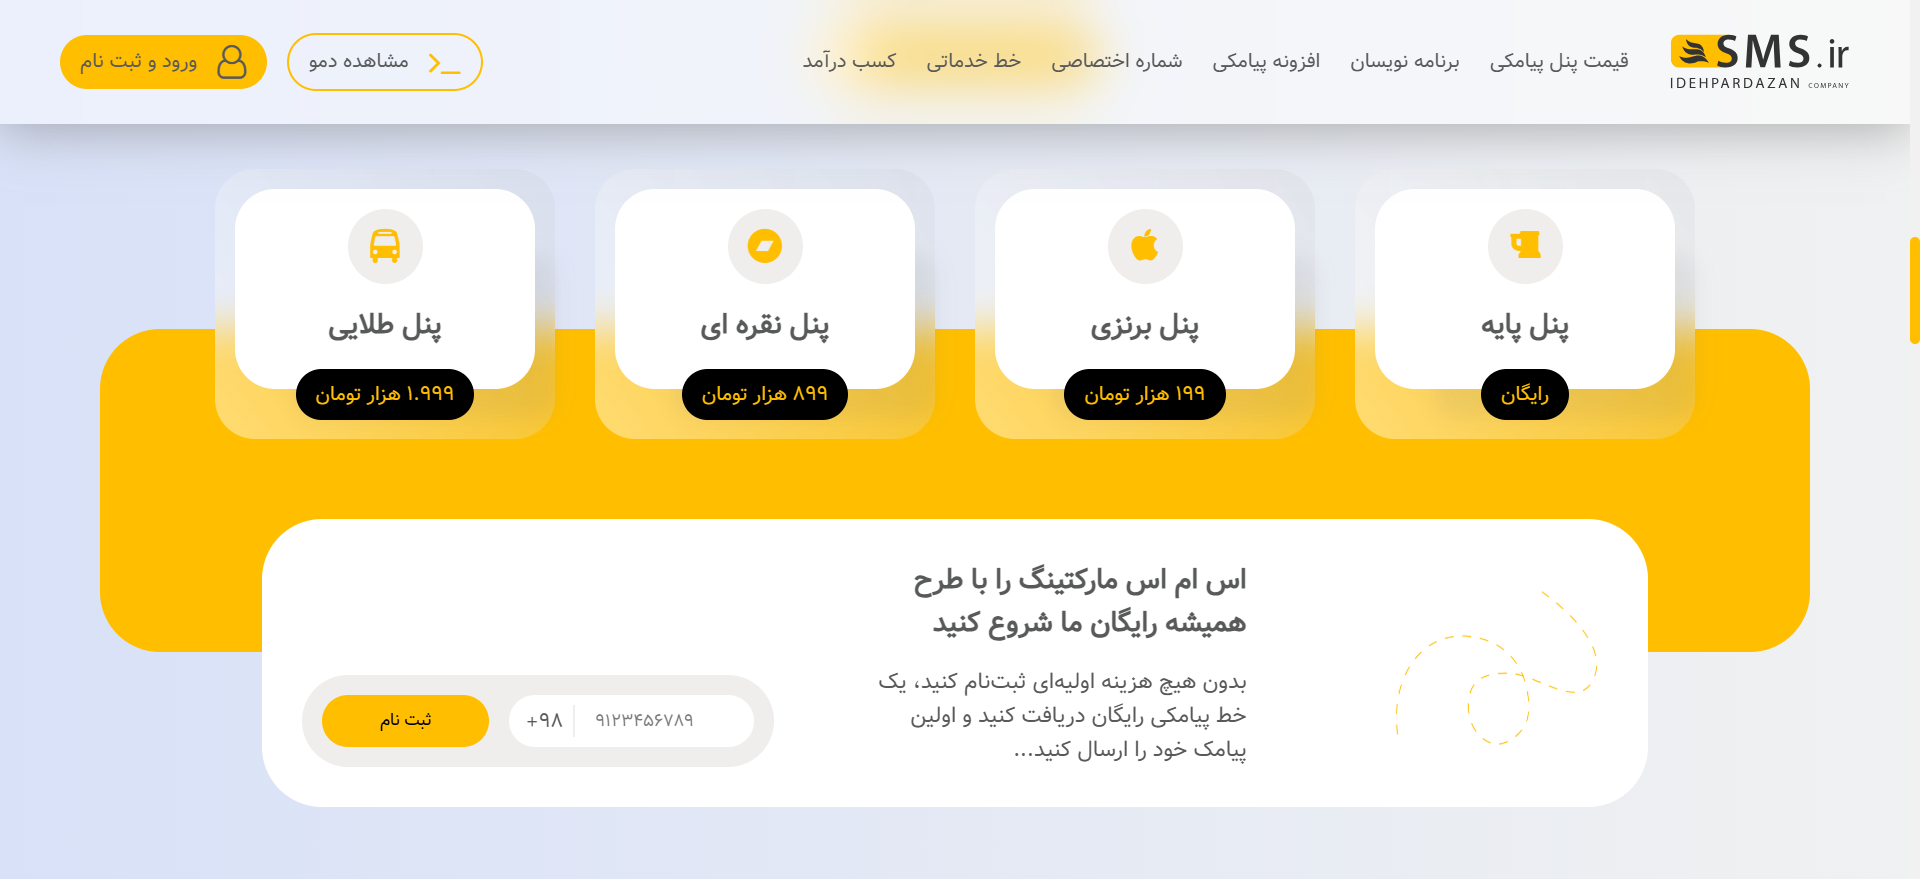 SMS.ir
IDEHPARDAZAN COMPANY
قیمت پنل پیامکی
برنامه نویسان
افزونه پیامکی
شماره اختصاصی
خط خدماتی
کسب درآمد
مشاهده دمو
ورود و ثبت نام
پنل پایه
رایگان
پنل برنزی
۱۹۹ هزار تومان
پنل نقره ای
۸۹۹ هزار تومان
پنل طلایی
۱.۹۹۹ هزار تومان
اس ام اس مارکتینگ را با طرح
همیشه رایگان ما شروع کنید
بدون هیچ هزینه اولیه‌ای ثبت‌نام کنید، یک
خط پیامکی رایگان دریافت کنید و اولین
پیامک خود را ارسال کنید...
۹۱۲۳۴۵۶۷۸۹
+۹۸
ثبت نام